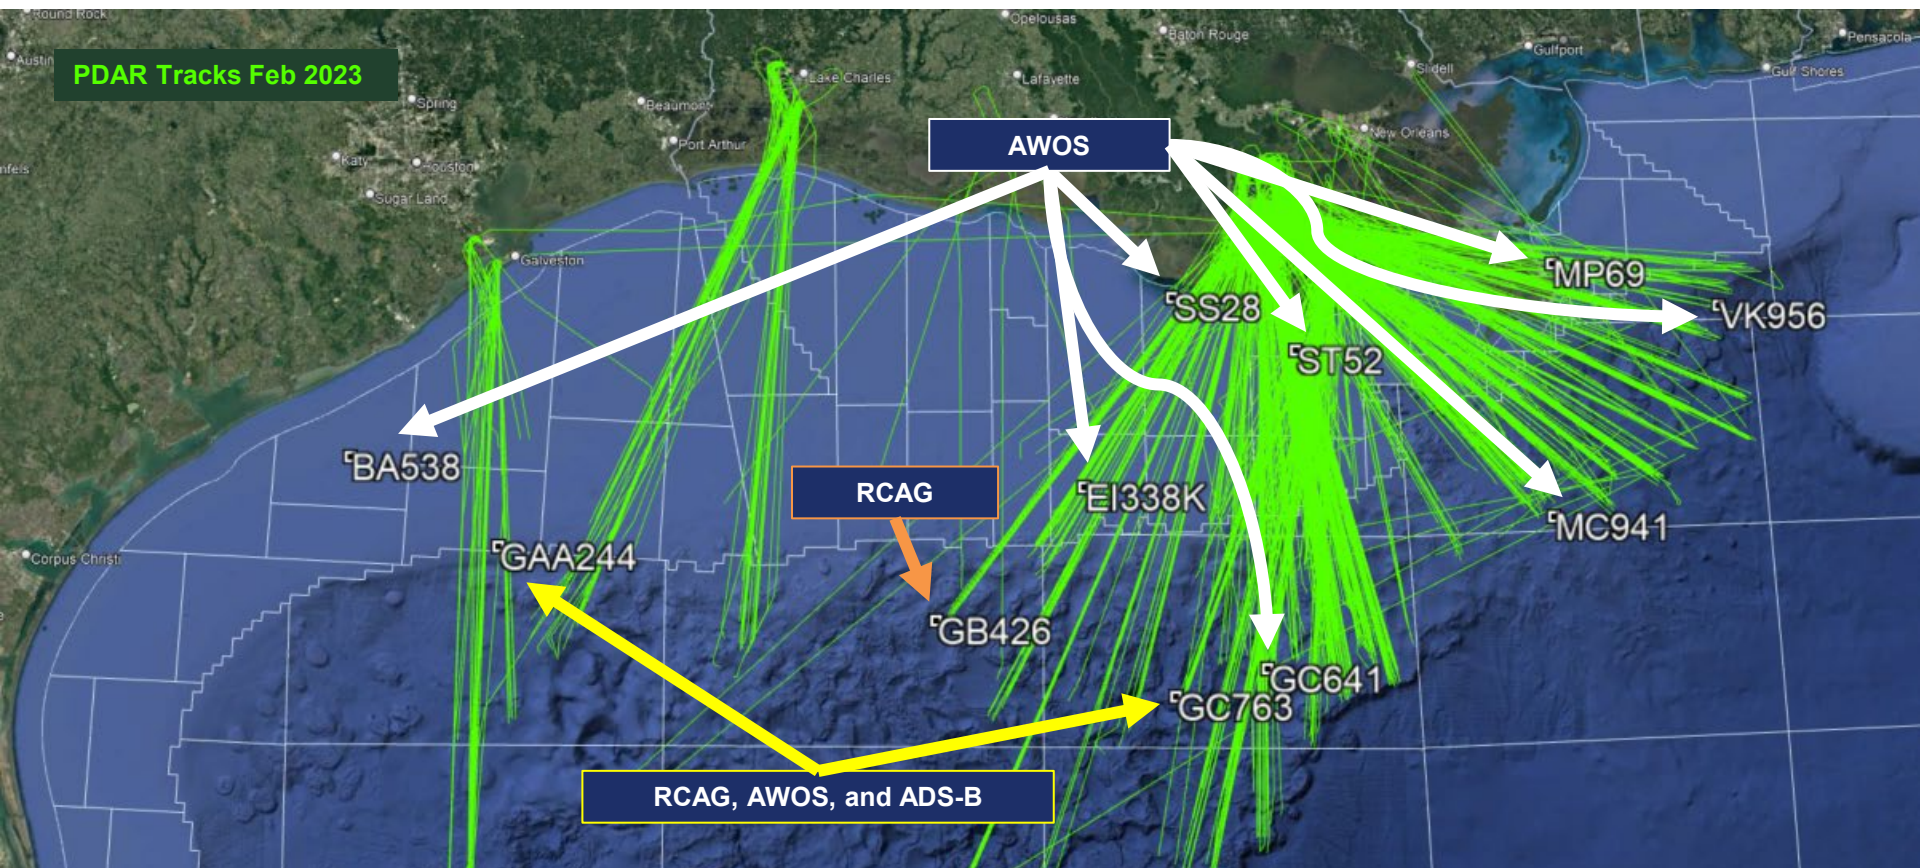 Round Rock
Opelousas
Baton Rouge
Gulfport
Pensacola
Austin
PDAR Tracks Feb 2023
Lake Charles
Lafayette
Slidell
Gulf Shores
Spring
Beaumont
New Orleans
Port Arthur
AWOS
Katy
Houston
nfels
Sugar Land
Galveston
MP69
SS28
VK956
ST52
BA538
RCAG
EI338K
MC941
Corpus Christi
GAA244
GB426
GC641
GC763
RCAG, AWOS, and ADS-B